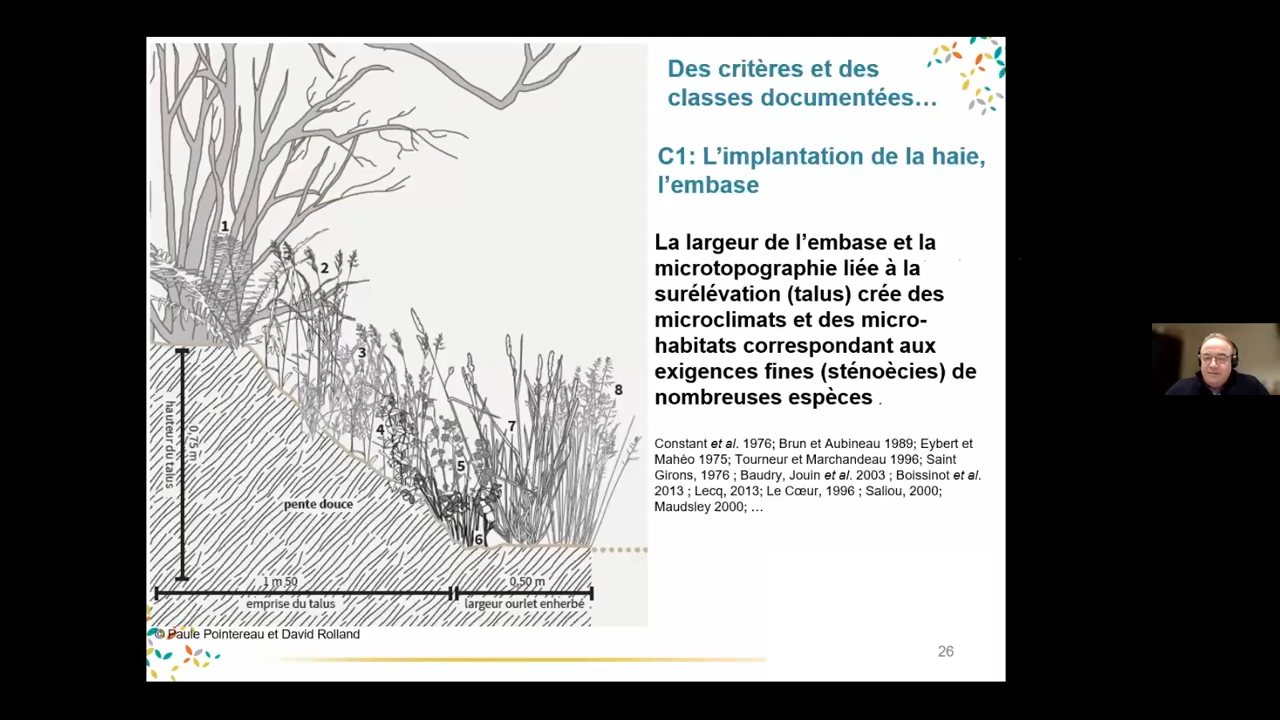 Des critères et des
classes documentées…
C1: L’implantation de la haie,
l’embase
La largeur de l’embase et la
microtopographie liée à la
surélévation (talus) crée des
microclimats et des micro-
habitats correspondant aux
exigences fines (sténoècies) de
nombreuses espèces .
Constant et al. 1976; Brun et Aubineau 1989; Eybert et
Mahéo 1975; Tourneur et Marchandeau 1996; Saint
Girons, 1976 ; Baudry, Jouin et al. 2003 ; Boissinot et al.
2013 ; Lecq, 2013; Le Cœur, 1996 ; Saliou, 2000;
Maudsley 2000; …
1
2
3
4
5
6
7
8
hauteur du talus
0,75 m
pente douce
1 m 50
emprise du talus
0,50 m
largeur ourlet enherbé
© Paule Pointereau et David Rolland
26